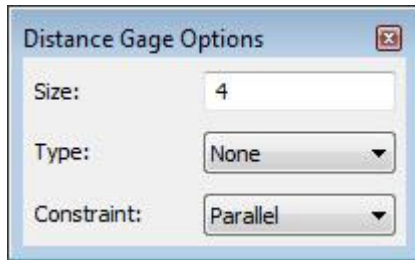 Distance Gage Options
Size: 4
Type: None
Constraint: Parallel